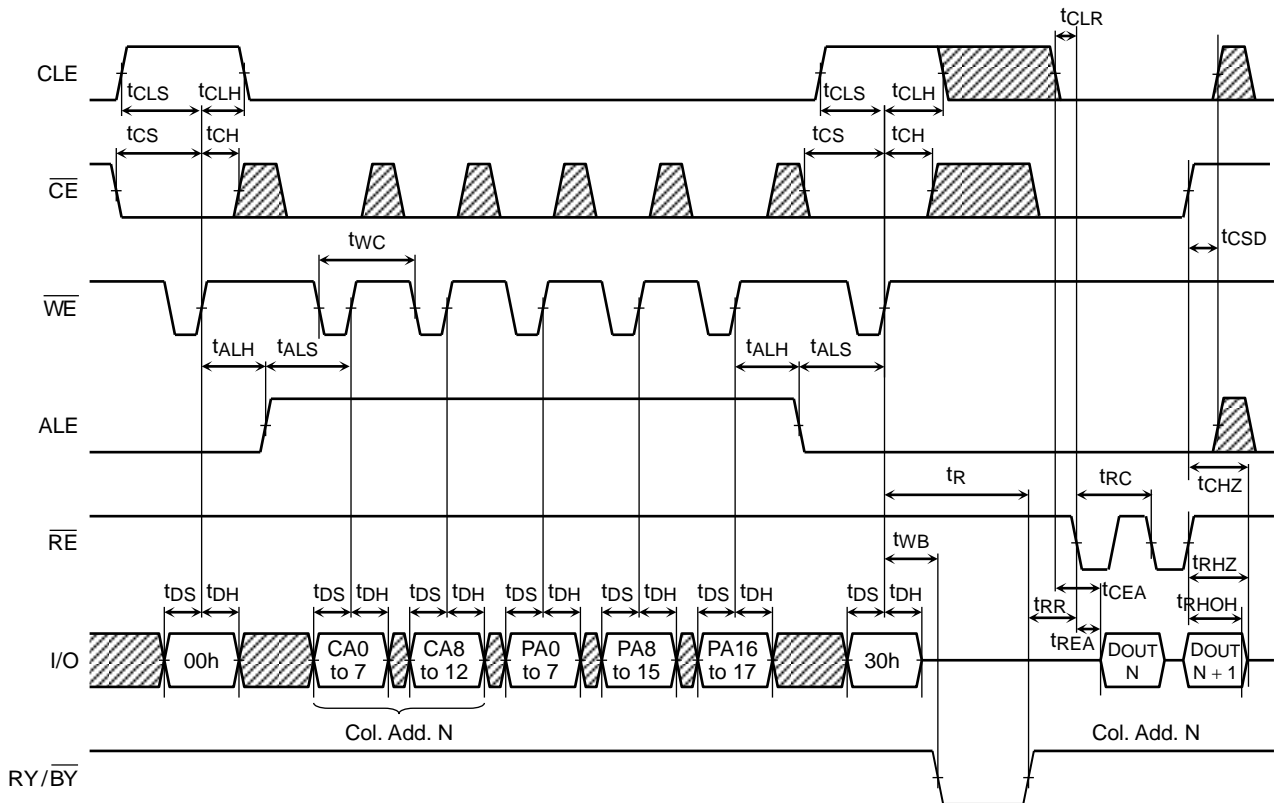 tCLR
CLE
tCLS tCLH tCLS tCLH
tCS tCH tCS tCH
CE
tWC tCSD
WE
tALH tALS tALH tALS
ALE
tR tRC tCHZ
RE
tWB
tRHZ
tDS tDH tDS tDH tDS tDH tDS tDH tDS tDH tDS tDH tDS tDH
tCEA
tRR tRHOH
tREA
I/O 00h CA0 to 7 CA8 to 12 PA0 to 7 PA8 to 15 PA16 to 17 30h DOUT N DOUT N + 1
Col. Add. N Col. Add. N
RY/BY